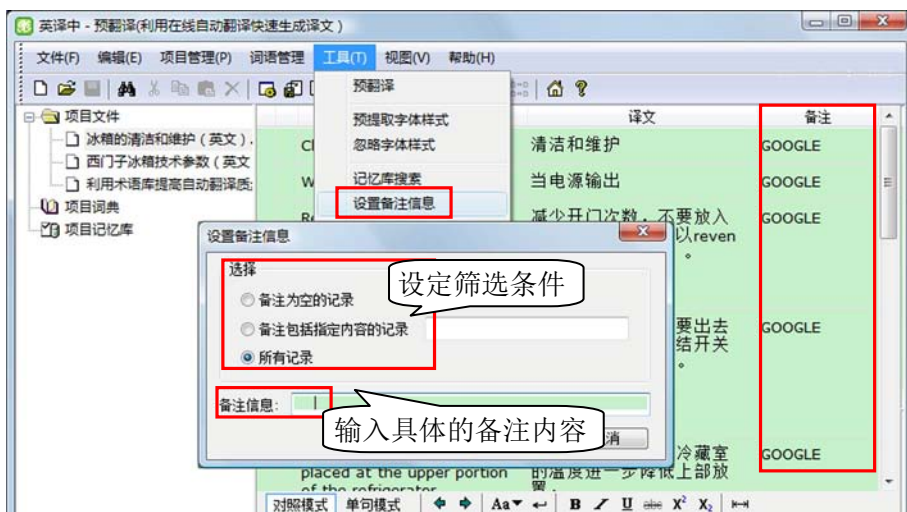 英译中 - 预翻译(利用在线自动翻译快速生成译文)
文件(F) 编辑(E) 项目管理(P) 词语管理 工具(T) 视图(V) 帮助(H)
预翻译
预提取字体样式
忽略字体样式
记忆库搜索
设置备注信息
项目文件
冰箱的清洁和维护(英文).
西门子冰箱技术参数(英文
利用术语库提高自动翻译质
项目词典
项目记忆库
译文 备注
清洁和维护 GOOGLE
当电源输出 GOOGLE
减少开门次数,不要放入 GOOGLE
以reven
。
要出去 GOOGLE
结开关
。
冷藏室 GOOGLE
placed at the upper portion 的温度进一步降低上部放
of the refrigerator 置.
设置备注信息
选择
备注为空的记录
备注包括指定内容的记录
所有记录
备注信息:
消
设定筛选条件
输入具体的备注内容
对照模式 单句模式 Aa B U abc X² X₂